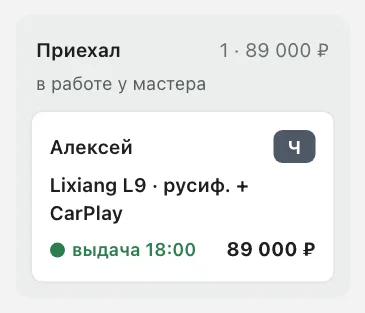 Приехал 1 · 89 000 ₽
в работе у мастера
Алексей Ч
Lixiang L9 · русиф. +
CarPlay
выдача 18:00 89 000 ₽